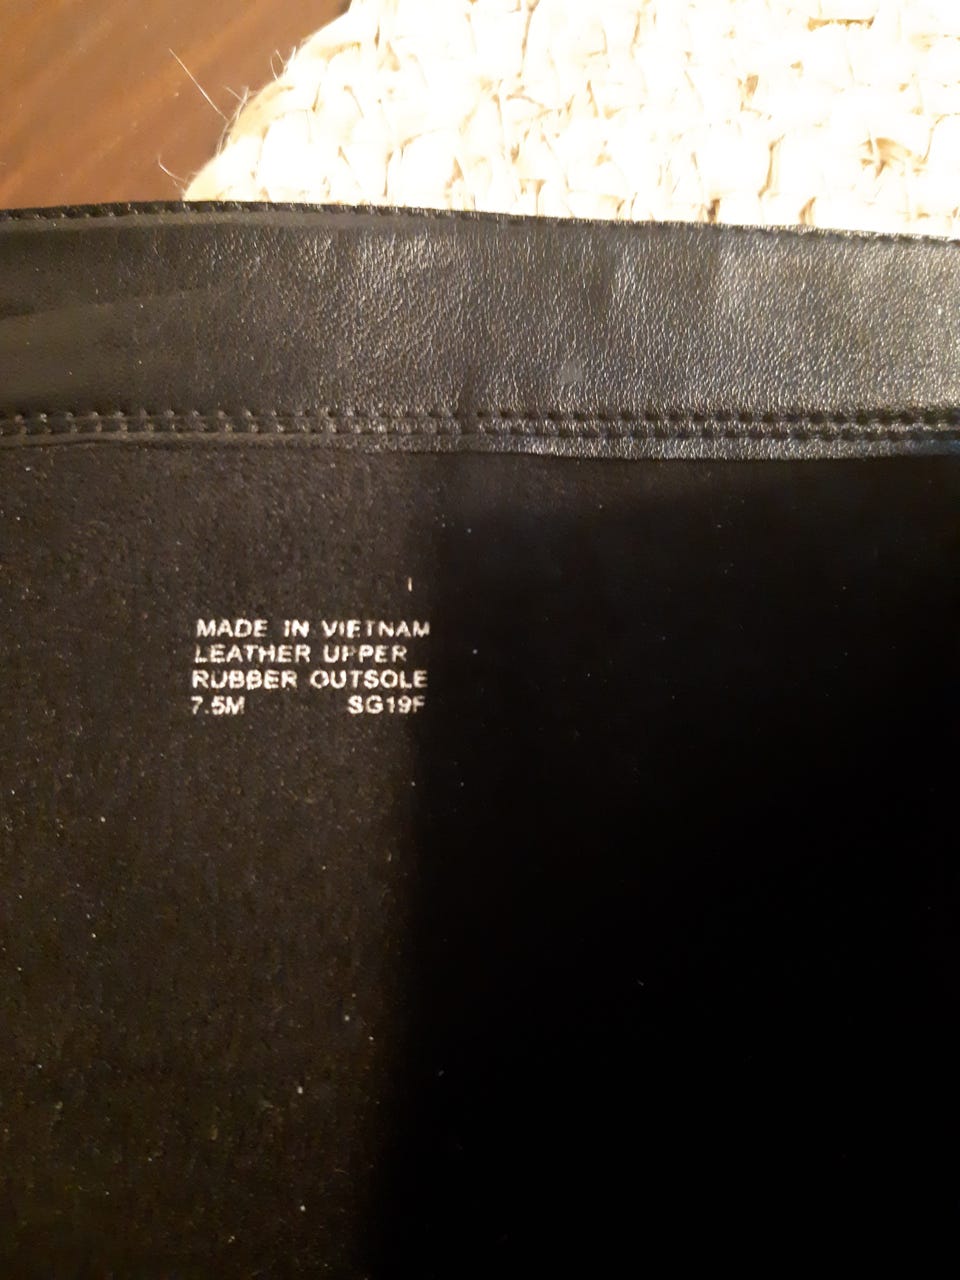 MADE IN VIETNAM
LEATHER UPPER
RUBBER OUTSOLE
7.5M SG19F